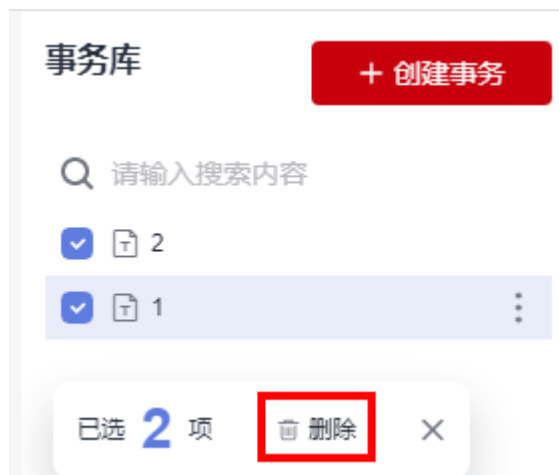 事务库
+ 创建事务
请输入搜索内容
2
1
已选 2 项 删除